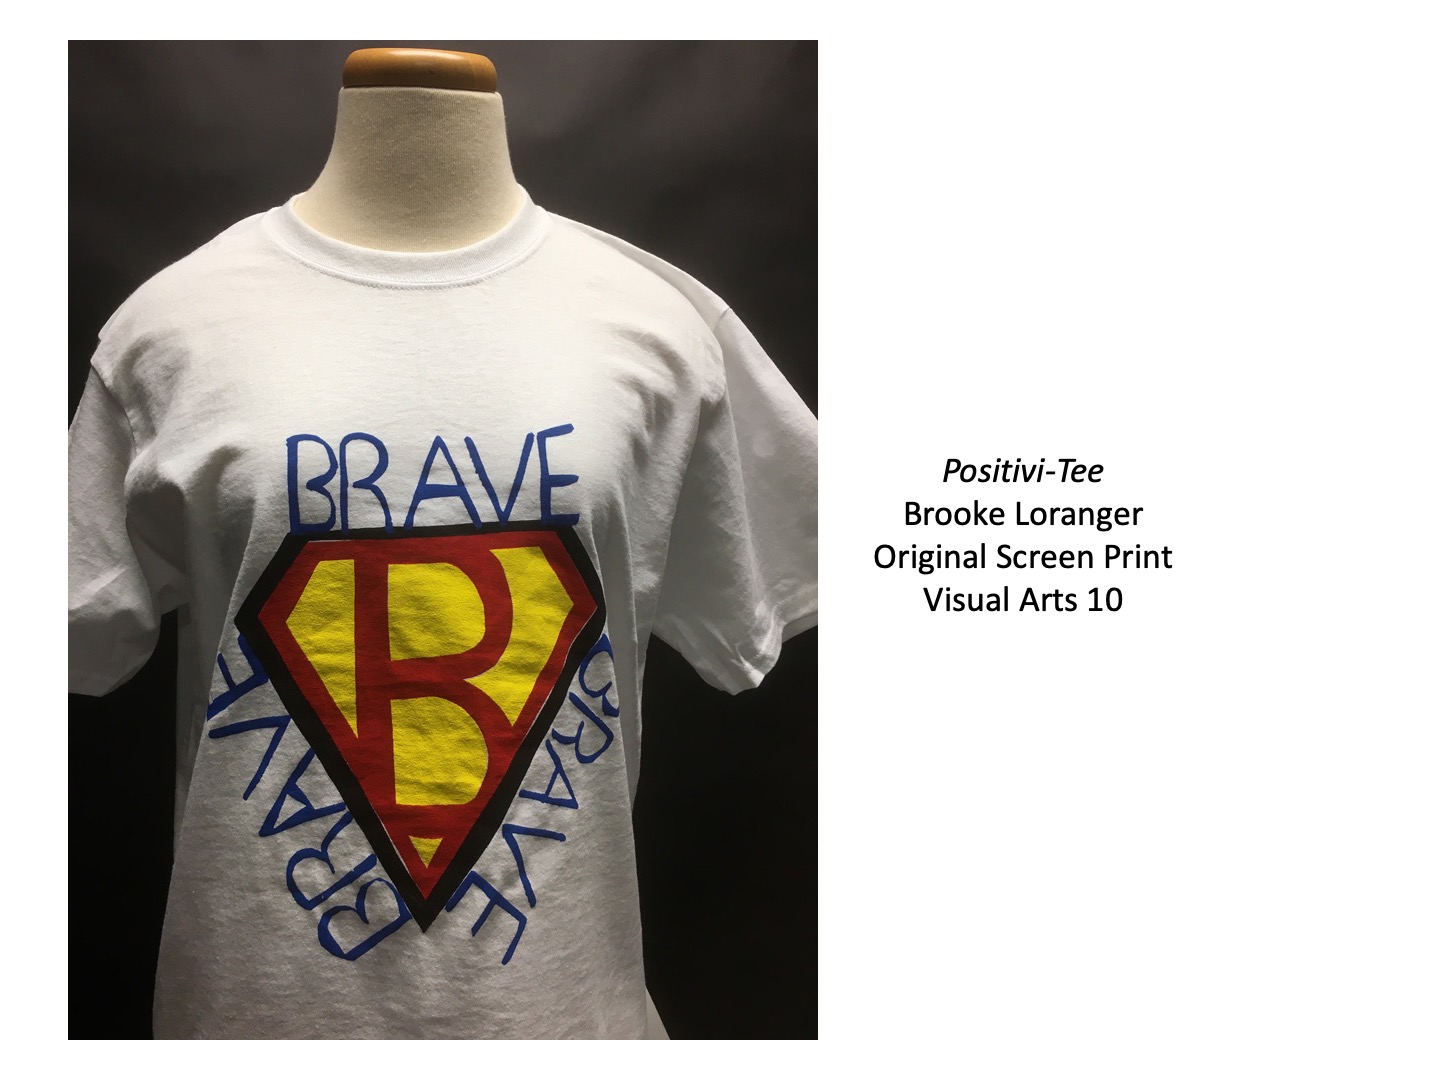 BRAVE
B
BRAVE
BRAVE
Positivi-Tee
Brooke Loranger
Original Screen Print
Visual Arts 10